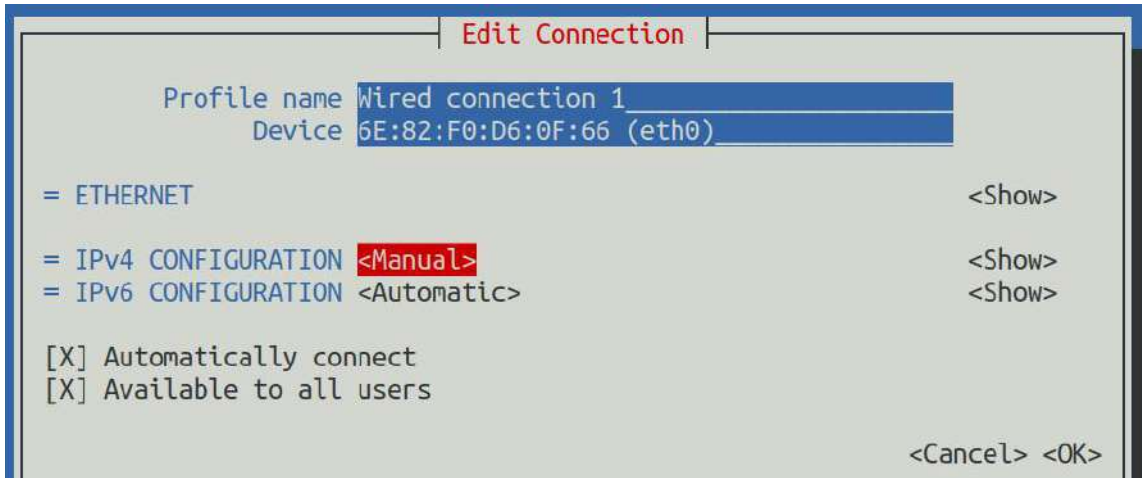 Edit Connection
Profile name Wired connection 1
Device 6E:82:F0:D6:0F:66 (eth0)
= ETHERNET <Show>
= IPv4 CONFIGURATION <Manual> <Show>
= IPv6 CONFIGURATION <Automatic> <Show>
[X] Automatically connect
[X] Available to all users
<Cancel> <OK>